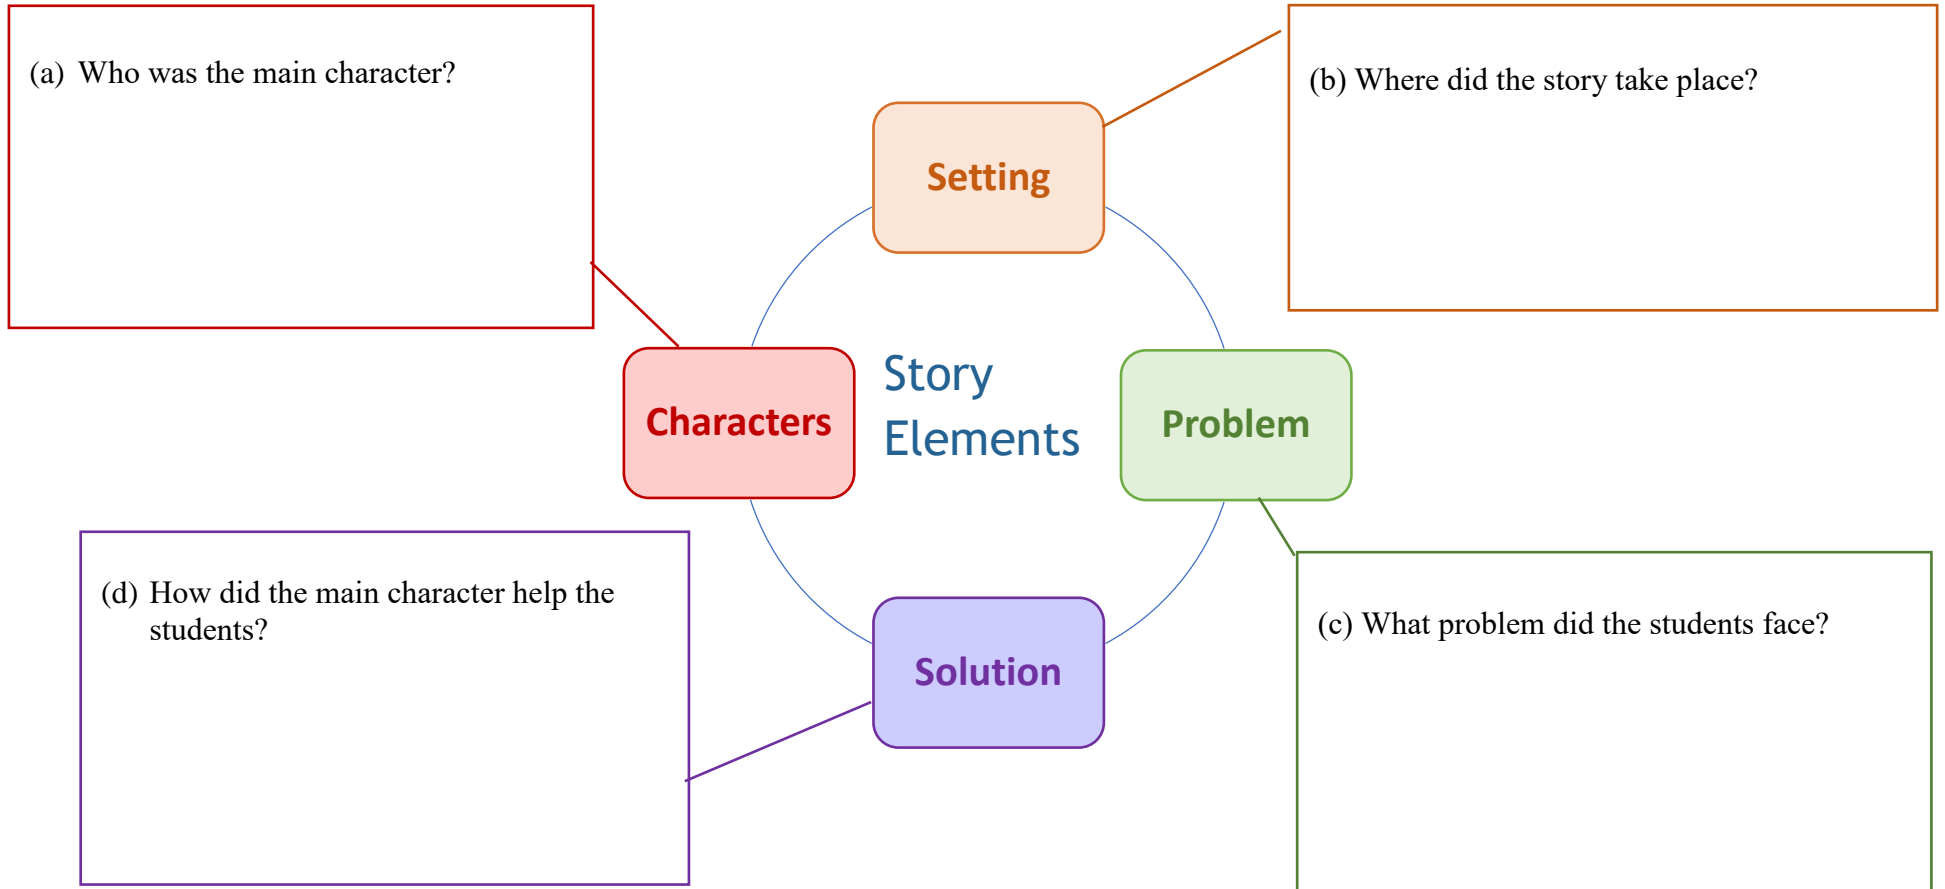 (a) Who was the main character?
(b) Where did the story take place?
Setting
Story
Elements
Characters
Problem
(d) How did the main character help the
students?
(c) What problem did the students face?
Solution